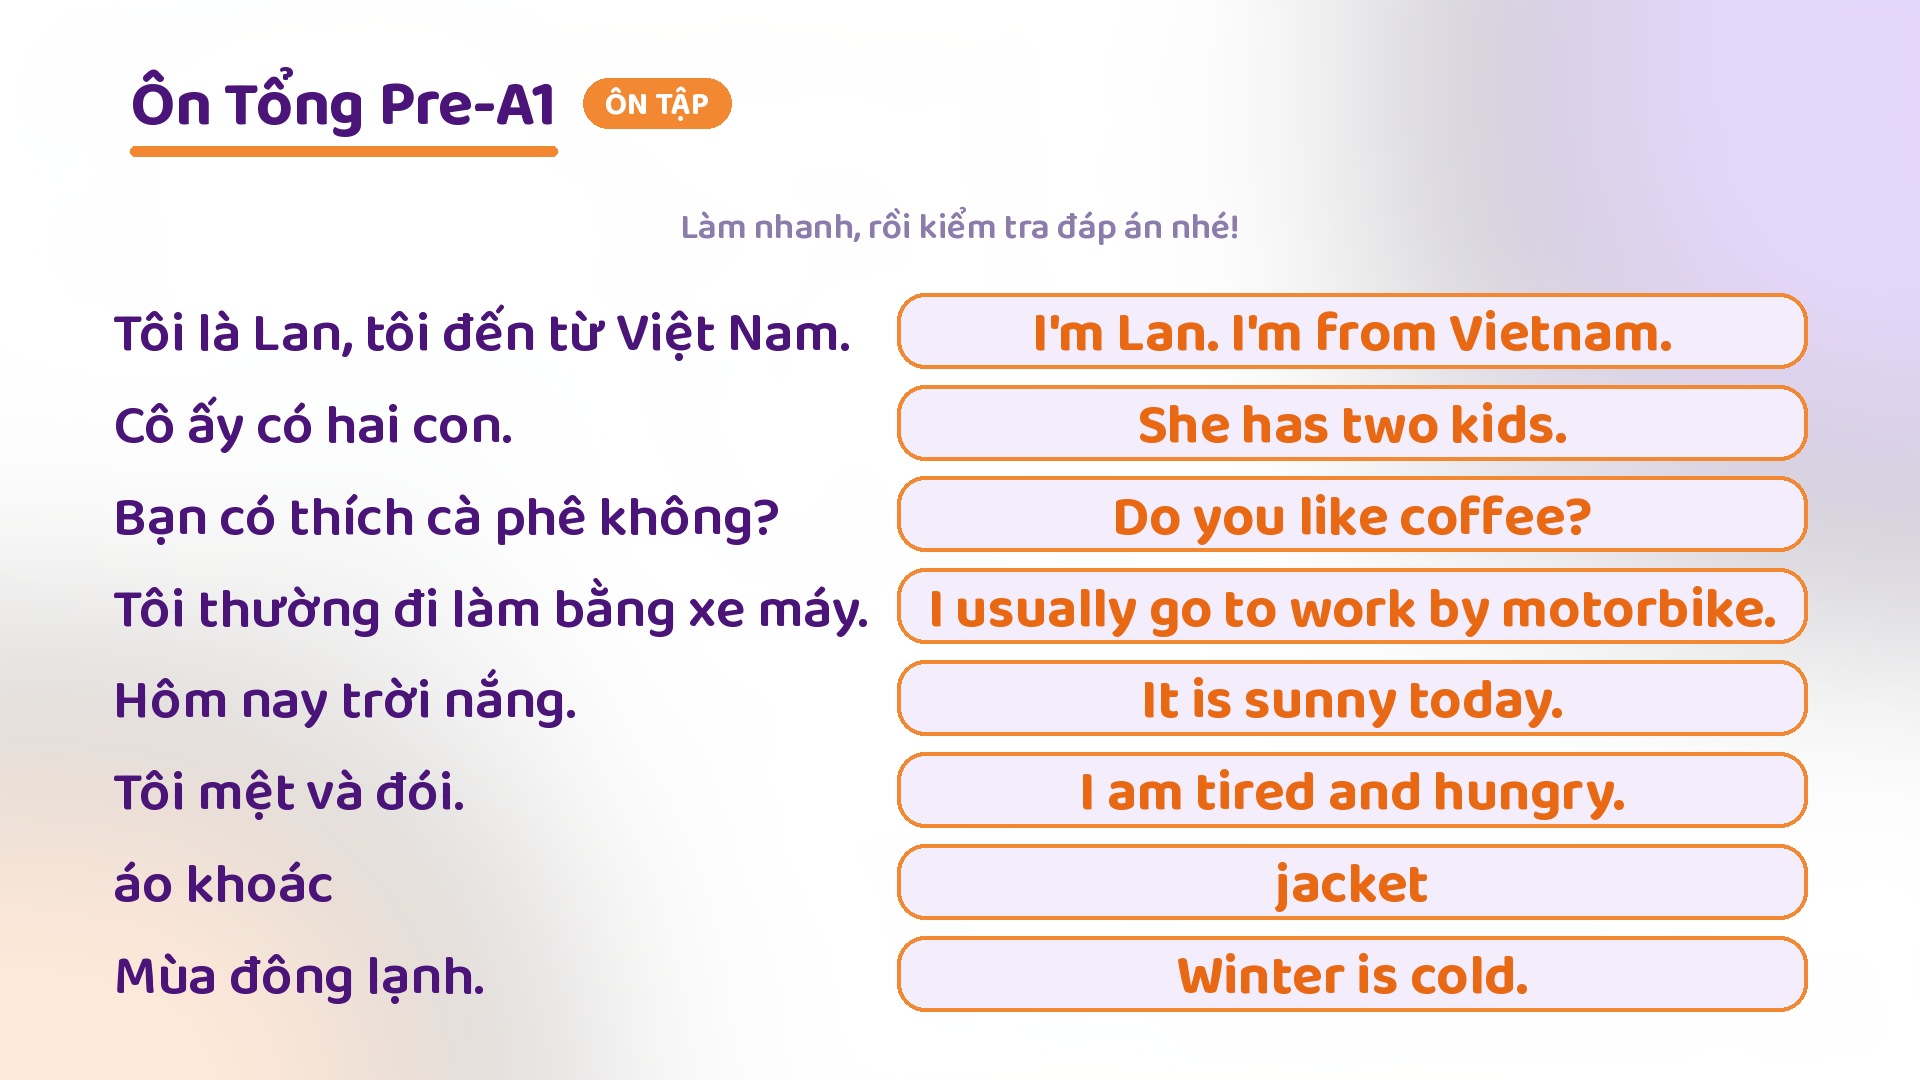 Ôn Tổng Pre-A1
ÔN TẬP
Làm nhanh, rồi kiểm tra đáp án nhé!
Tôi là Lan, tôi đến từ Việt Nam.
I'm Lan. I'm from Vietnam.
Cô ấy có hai con.
She has two kids.
Bạn có thích cà phê không?
Do you like coffee?
Tôi thường đi làm bằng xe máy.
I usually go to work by motorbike.
Hôm nay trời nắng.
It is sunny today.
Tôi mệt và đói.
I am tired and hungry.
áo khoác
jacket
Mùa đông lạnh.
Winter is cold.